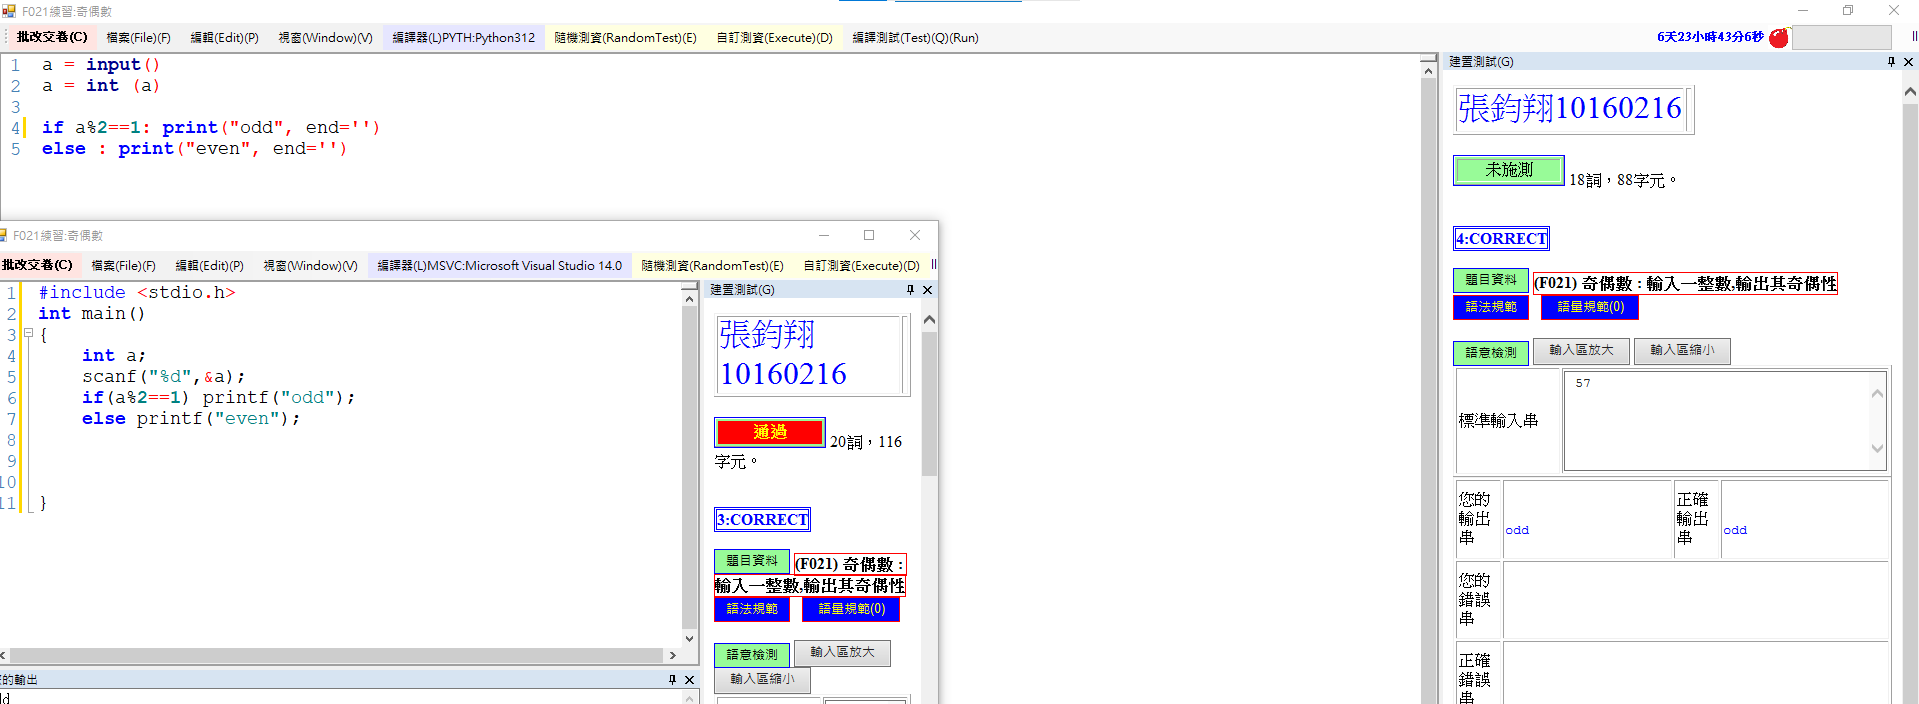 F021練習:奇偶數
批改交卷(C) 檔案(File)(F) 編輯(Edit)(P) 視窗(Window)(V) 編譯器(L)PYTH:Python312 隨機測資(RandomTest)(E) 自訂測資(Execute)(D) 編譯測試(Test)(Q)(Run) 6天23小時43分6秒
1 a = input()
2 a = int (a)
3
4 if a%2==1: print("odd", end='')
5 else : print("even", end='')
建置測試(G)
張鈞翔10160216
未施測 18詞，88字元。
4:CORRECT
題目資料 (F021) 奇偶數 : 輸入一整數,輸出其奇偶性
語法規範 語量規範(0)
語意檢測 輸入區放大 輸入區縮小
標準輸入串 57
您的輸出串 odd 正確輸出串 odd
您的錯誤串
正確錯誤串
F021練習:奇偶數
批改交卷(C) 檔案(File)(F) 編輯(Edit)(P) 視窗(Window)(V) 編譯器(L)MSVC:Microsoft Visual Studio 14.0 隨機測資(RandomTest)(E) 自訂測資(Execute)(D)
1 #include <stdio.h>
2 int main()
3 {
4 int a;
5 scanf("%d",&a);
6 if(a%2==1) printf("odd");
7 else printf("even");
8
9
10
11 }
的輸出
建置測試(G)
張鈞翔
10160216
通過 20詞，116
字元。
3:CORRECT
題目資料 (F021) 奇偶數 :
輸入一整數,輸出其奇偶性
語法規範 語量規範(0)
語意檢測 輸入區放大
輸入區縮小